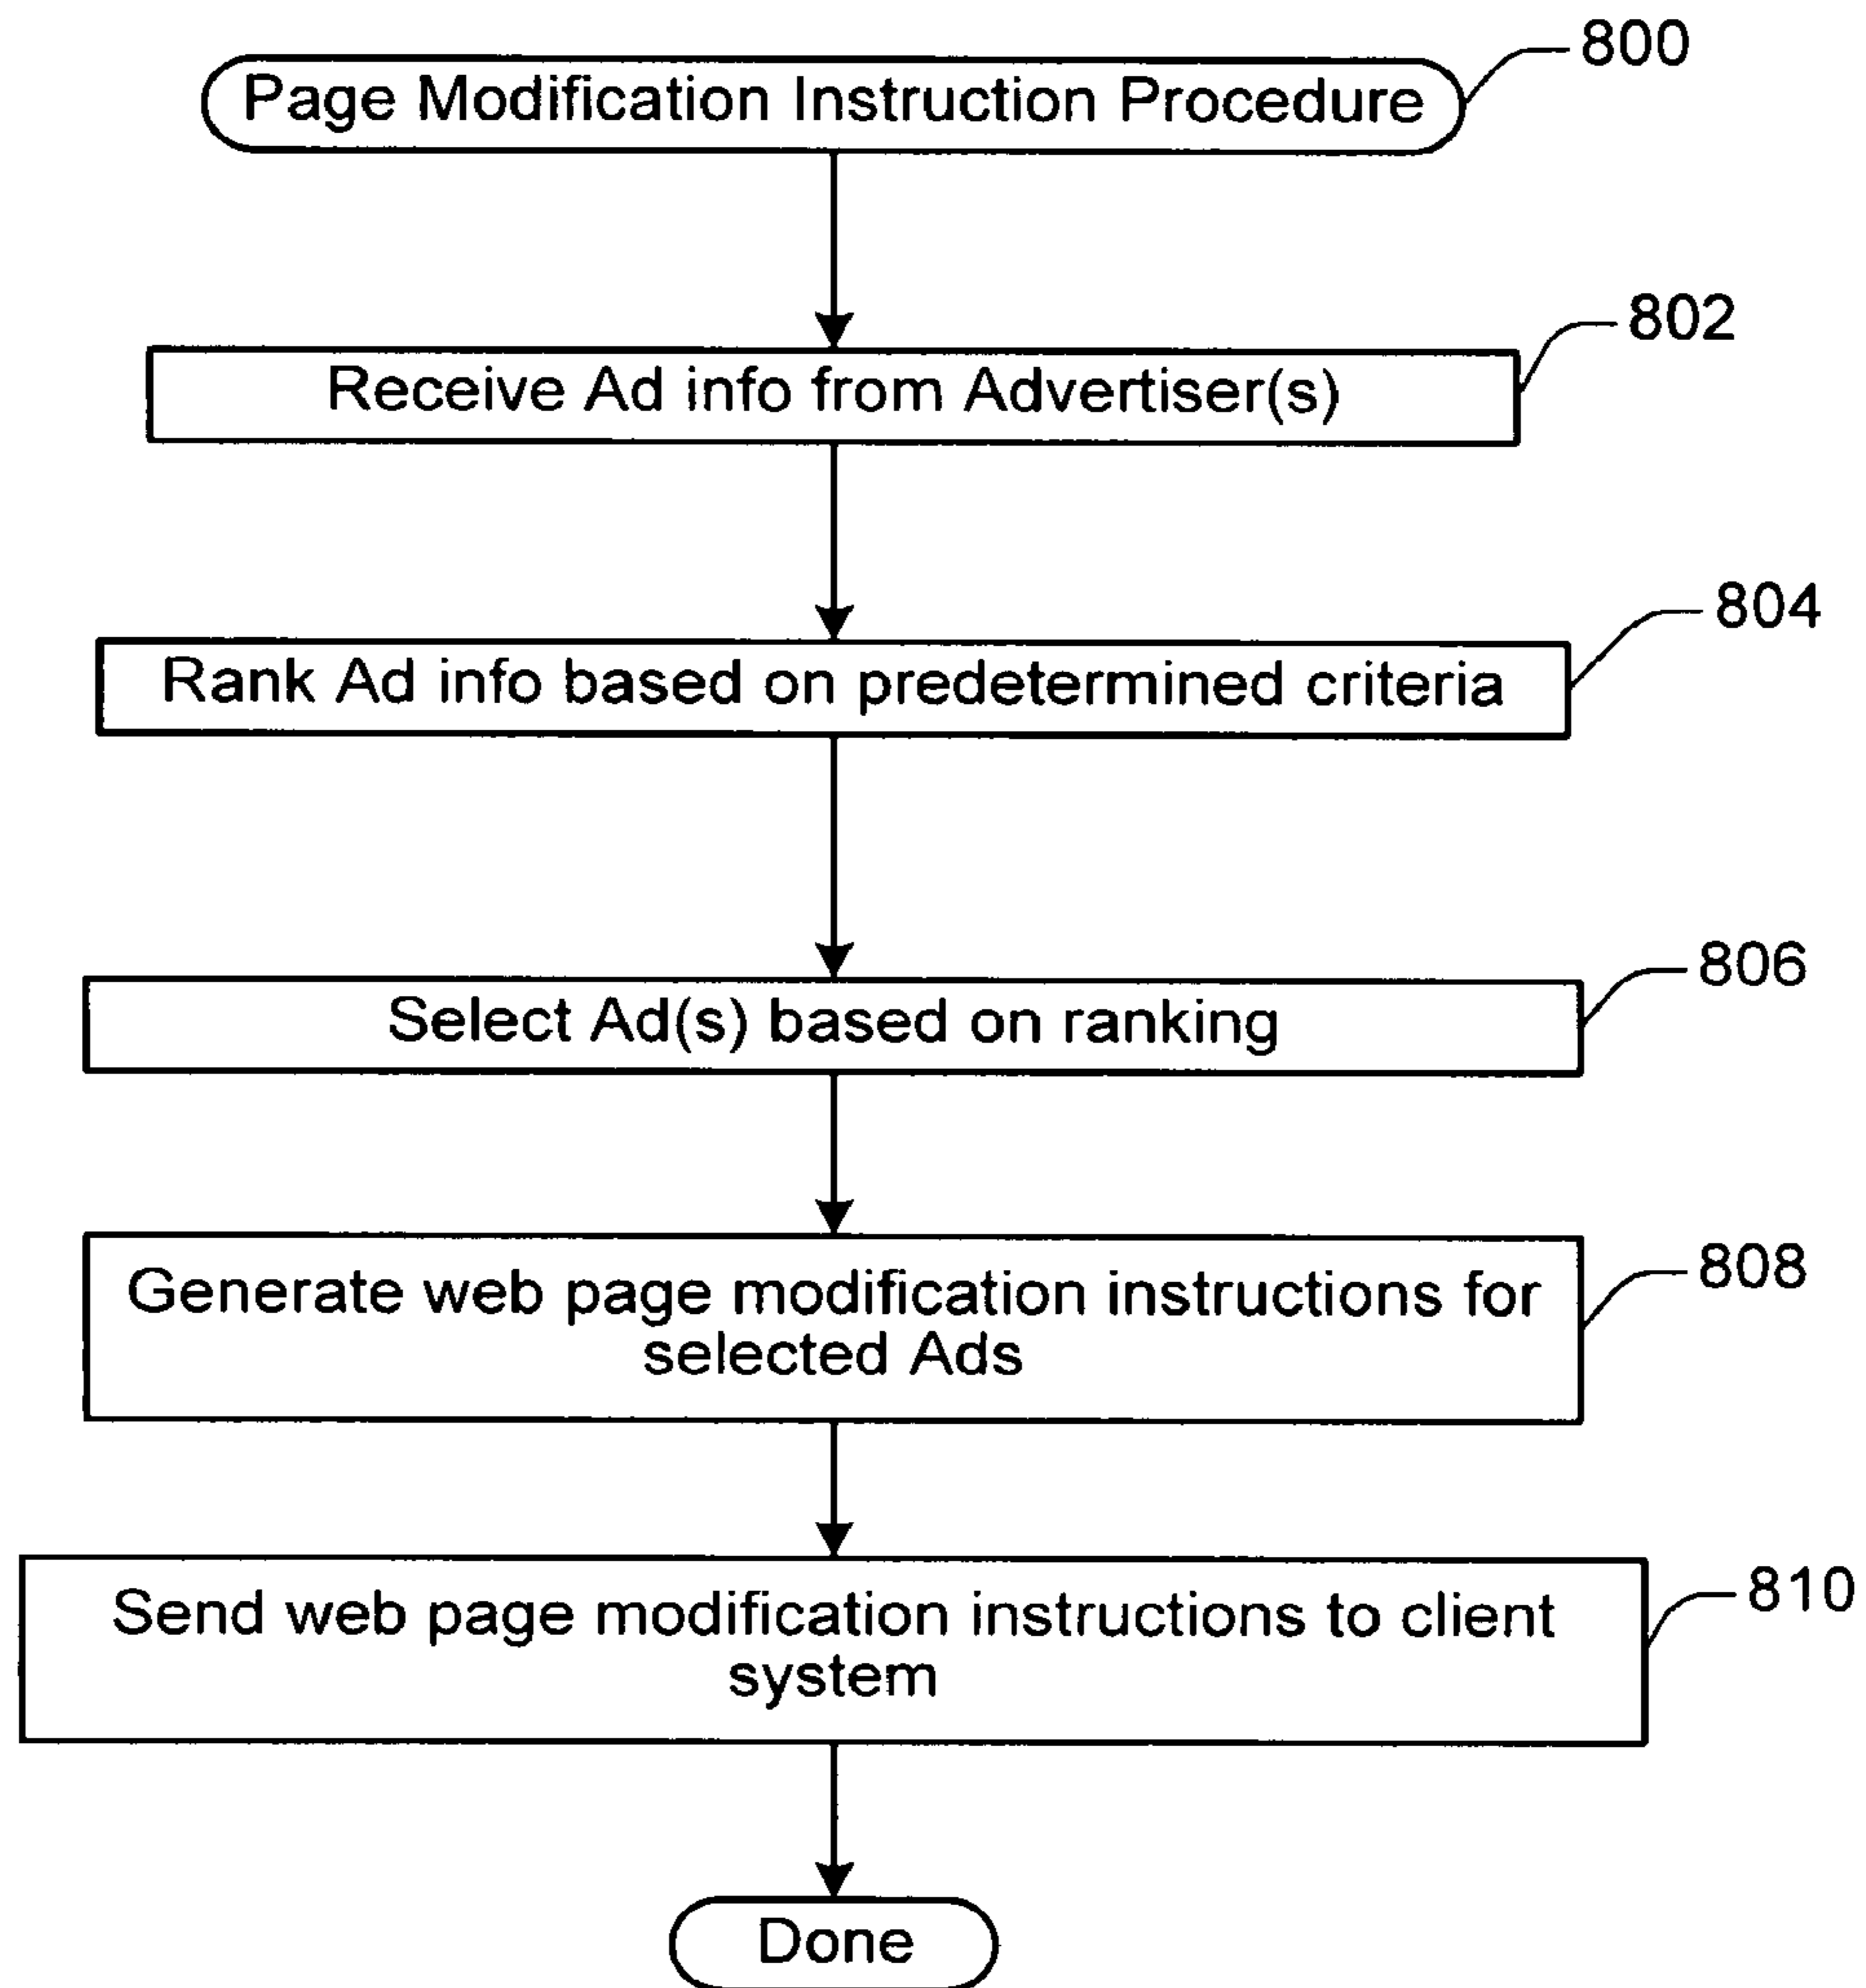 800
Page Modification Instruction Procedure
802
Receive Ad info from Advertiser(s)
804
Rank Ad info based on predetermined criteria
806
Select Ad(s) based on ranking
808
Generate web page modification instructions for
selected Ads
810
Send web page modification instructions to client
system
Done